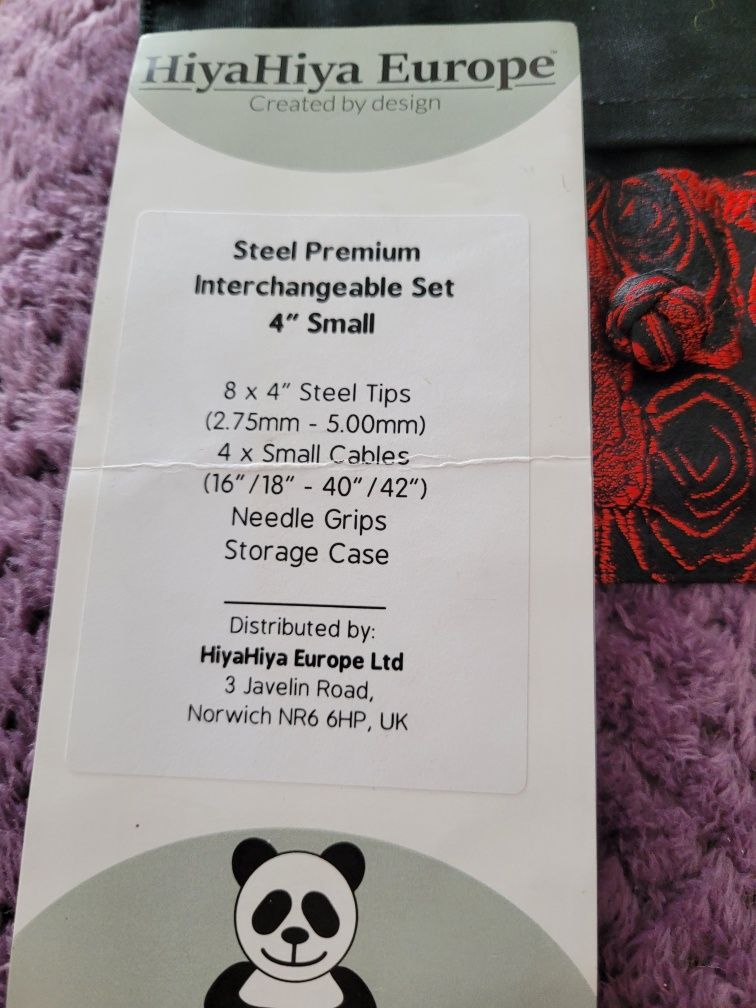 HiyaHiya Europe™
Created by design
Steel Premium
Interchangeable Set
4" Small
8 x 4" Steel Tips
(2.75mm - 5.00mm)
4 x Small Cables
(16"/18" - 40"/42")
Needle Grips
Storage Case
Distributed by:
HiyaHiya Europe Ltd
3 Javelin Road,
Norwich NR6 6HP, UK